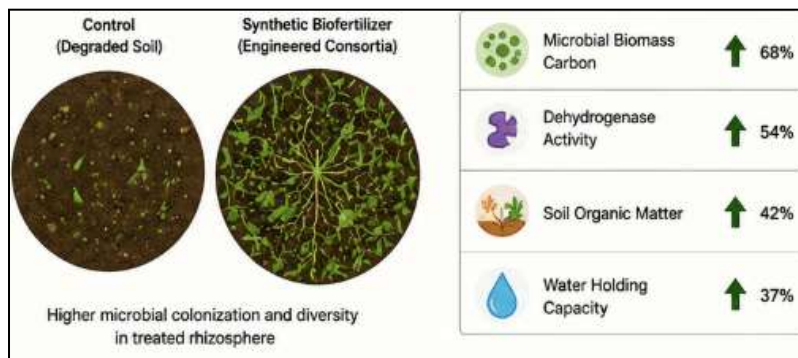 Control
(Degraded Soil)
Synthetic Biofertilizer
(Engineered Consortia)
Higher microbial colonization and diversity
in treated rhizosphere
Microbial Biomass
Carbon
68%
Dehydrogenase
Activity
54%
Soil Organic Matter
42%
Water Holding
Capacity
37%